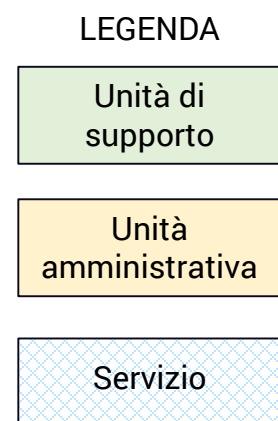 LEGENDA
Unità di
supporto
Unità
amministrativa
Servizio